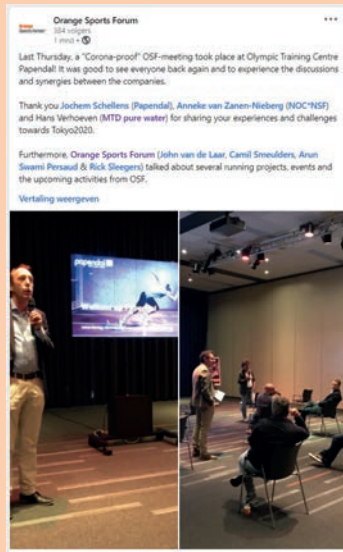 Orange Sports Forum
384 volgers
1 mnd •
Last Thursday, a "Corona-proof" OSF-meeting took place at Olympic Training Centre
Papendal! It was good to see everyone back again and to experience the discussions
and synergies between the companies.
Thank you Jochem Schellens (Papendal), Anneke van Zanen-Nieberg (NOC*NSF)
and Hans Verhoeven (MTD pure water) for sharing your experiences and challenges
towards Tokyo2020.
Furthermore, Orange Sports Forum (John van de Laar, Camil Smeulders, Arun
Swami Persaud & Rick Sleegers) talked about several running projects, events and
the upcoming activities from OSF.
Vertaling weergeven
papendal